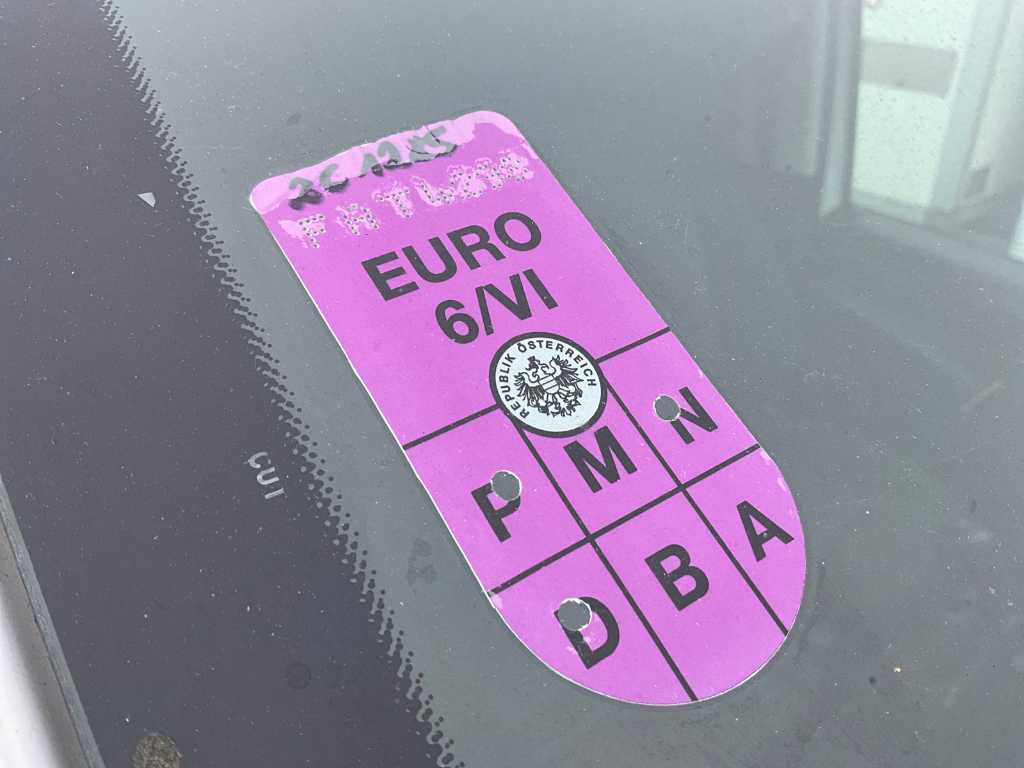 EURO
6/VI
REPUBLIK ÖSTERREICH
P M N
D B A